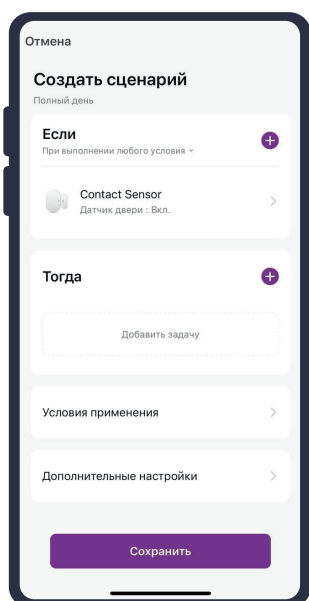 Отмена
Создать сценарий
Полный день
Если
При выполнении любого условия
Contact Sensor
Датчик двери : Вкл.
Тогда
Добавить задачу
Условия применения
Дополнительные настройки
Сохранить